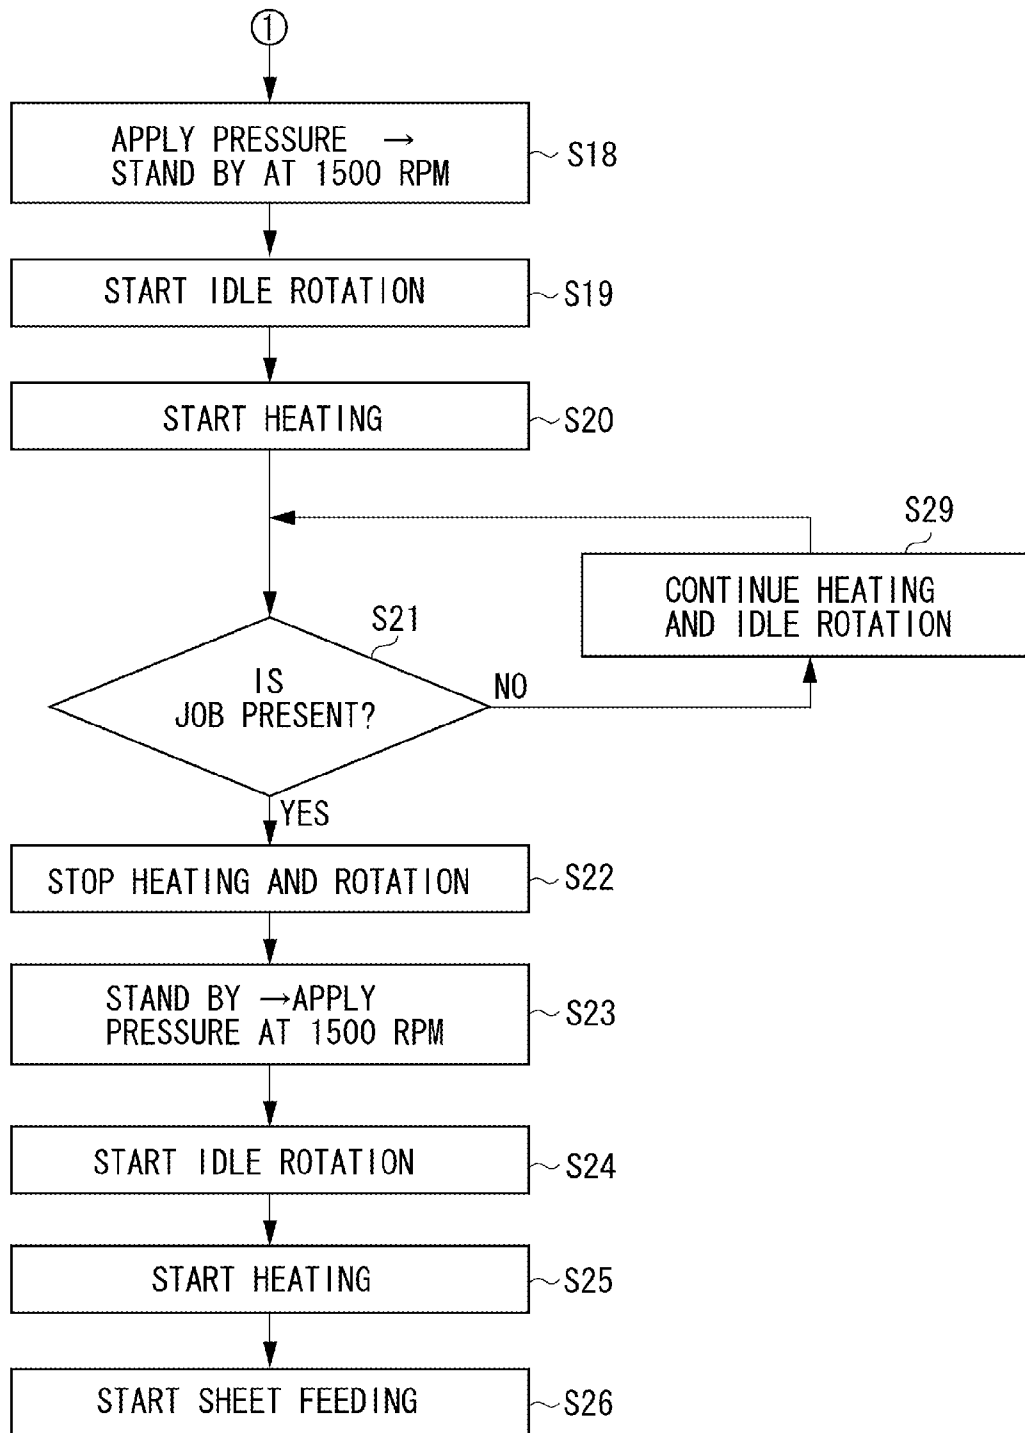 1
APPLY PRESSURE →
STAND BY AT 1500 RPM
S18
START IDLE ROTATION
S19
START HEATING
S20
S29
CONTINUE HEATING
AND IDLE ROTATION
S21
IS
JOB PRESENT?
NO
YES
STOP HEATING AND ROTATION
S22
STAND BY →APPLY
PRESSURE AT 1500 RPM
S23
START IDLE ROTATION
S24
START HEATING
S25
START SHEET FEEDING
S26